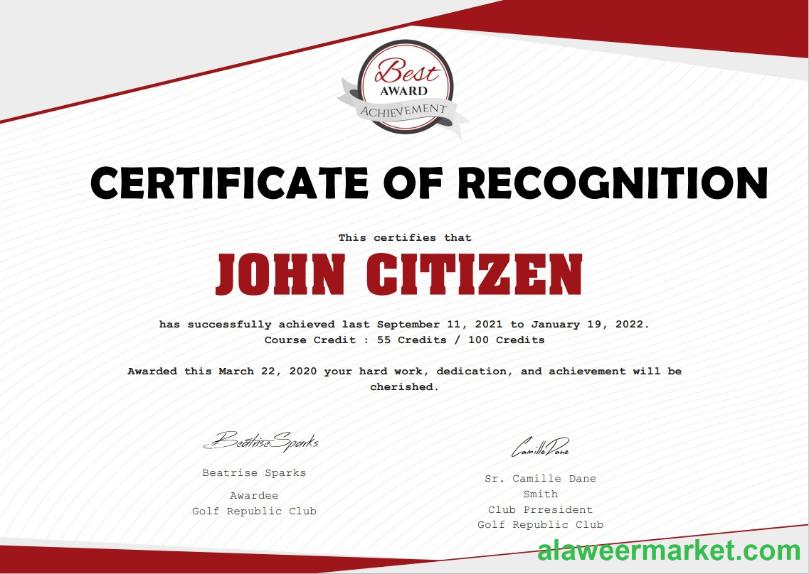 Best
AWARD
ACHIEVEMENT
CERTIFICATE OF RECOGNITION
This certifies that
JOHN CITIZEN
has successfully achieved last September 11, 2021 to January 19, 2022.
Course Credit : 55 Credits / 100 Credits
Awarded this March 22, 2020 your hard work, dedication, and achievement will be
cherished.
Beatrise Sparks
CamilleDane
Beatrise Sparks
Awardee
Golf Republic Club
Sr. Camille Dane
Smith
Club Prresident
Golf Republic Club
alaweermarket.com